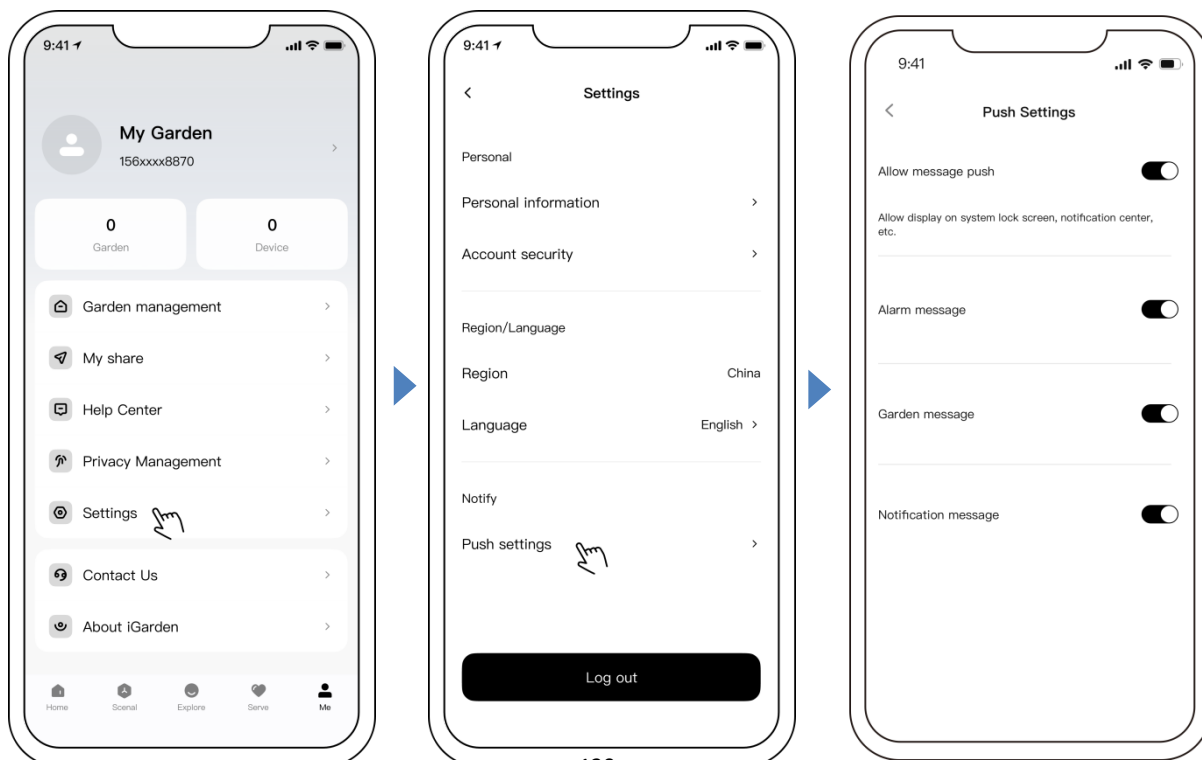 9:41
My Garden
156xxxx8870
0
Garden
0
Device
Garden management
My share
Help Center
Privacy Management
Settings
Contact Us
About iGarden
Home
Scenal
Explore
Serve
Me
9:41
Settings
Personal
Personal information
Account security
Region/Language
Region China
Language English
Notify
Push settings
Log out
9:41
Push Settings
Allow message push
Allow display on system lock screen, notification center,
etc.
Alarm message
Garden message
Notification message